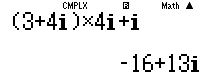 CMPLX R Math ▲
(3+4i)×4i+i
-16+13i